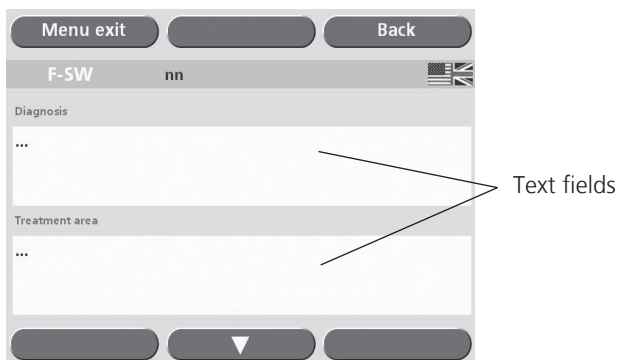 Menu exit Back
F-SW nn
Diagnosis
...
Text fields
Treatment area
...